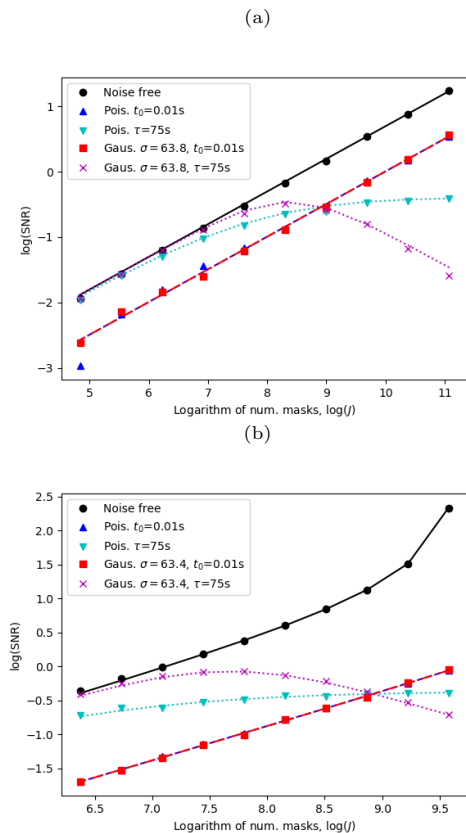 (a)
Noise free
Pois. t₀=0.01s
Pois. τ=75s
Gaus. σ = 63.8, t₀=0.01s
Gaus. σ = 63.8, τ=75s
log(SNR)
1
0
−1
−2
−3
5 6 7 8 9 10 11
Logarithm of num. masks, log(J)
(b)
Noise free
Pois. t₀=0.01s
Pois. τ=75s
Gaus. σ = 63.4, t₀=0.01s
Gaus. σ = 63.4, τ=75s
log(SNR)
2.5
2.0
1.5
1.0
0.5
0.0
−0.5
−1.0
−1.5
6.5 7.0 7.5 8.0 8.5 9.0 9.5
Logarithm of num. masks, log(J)